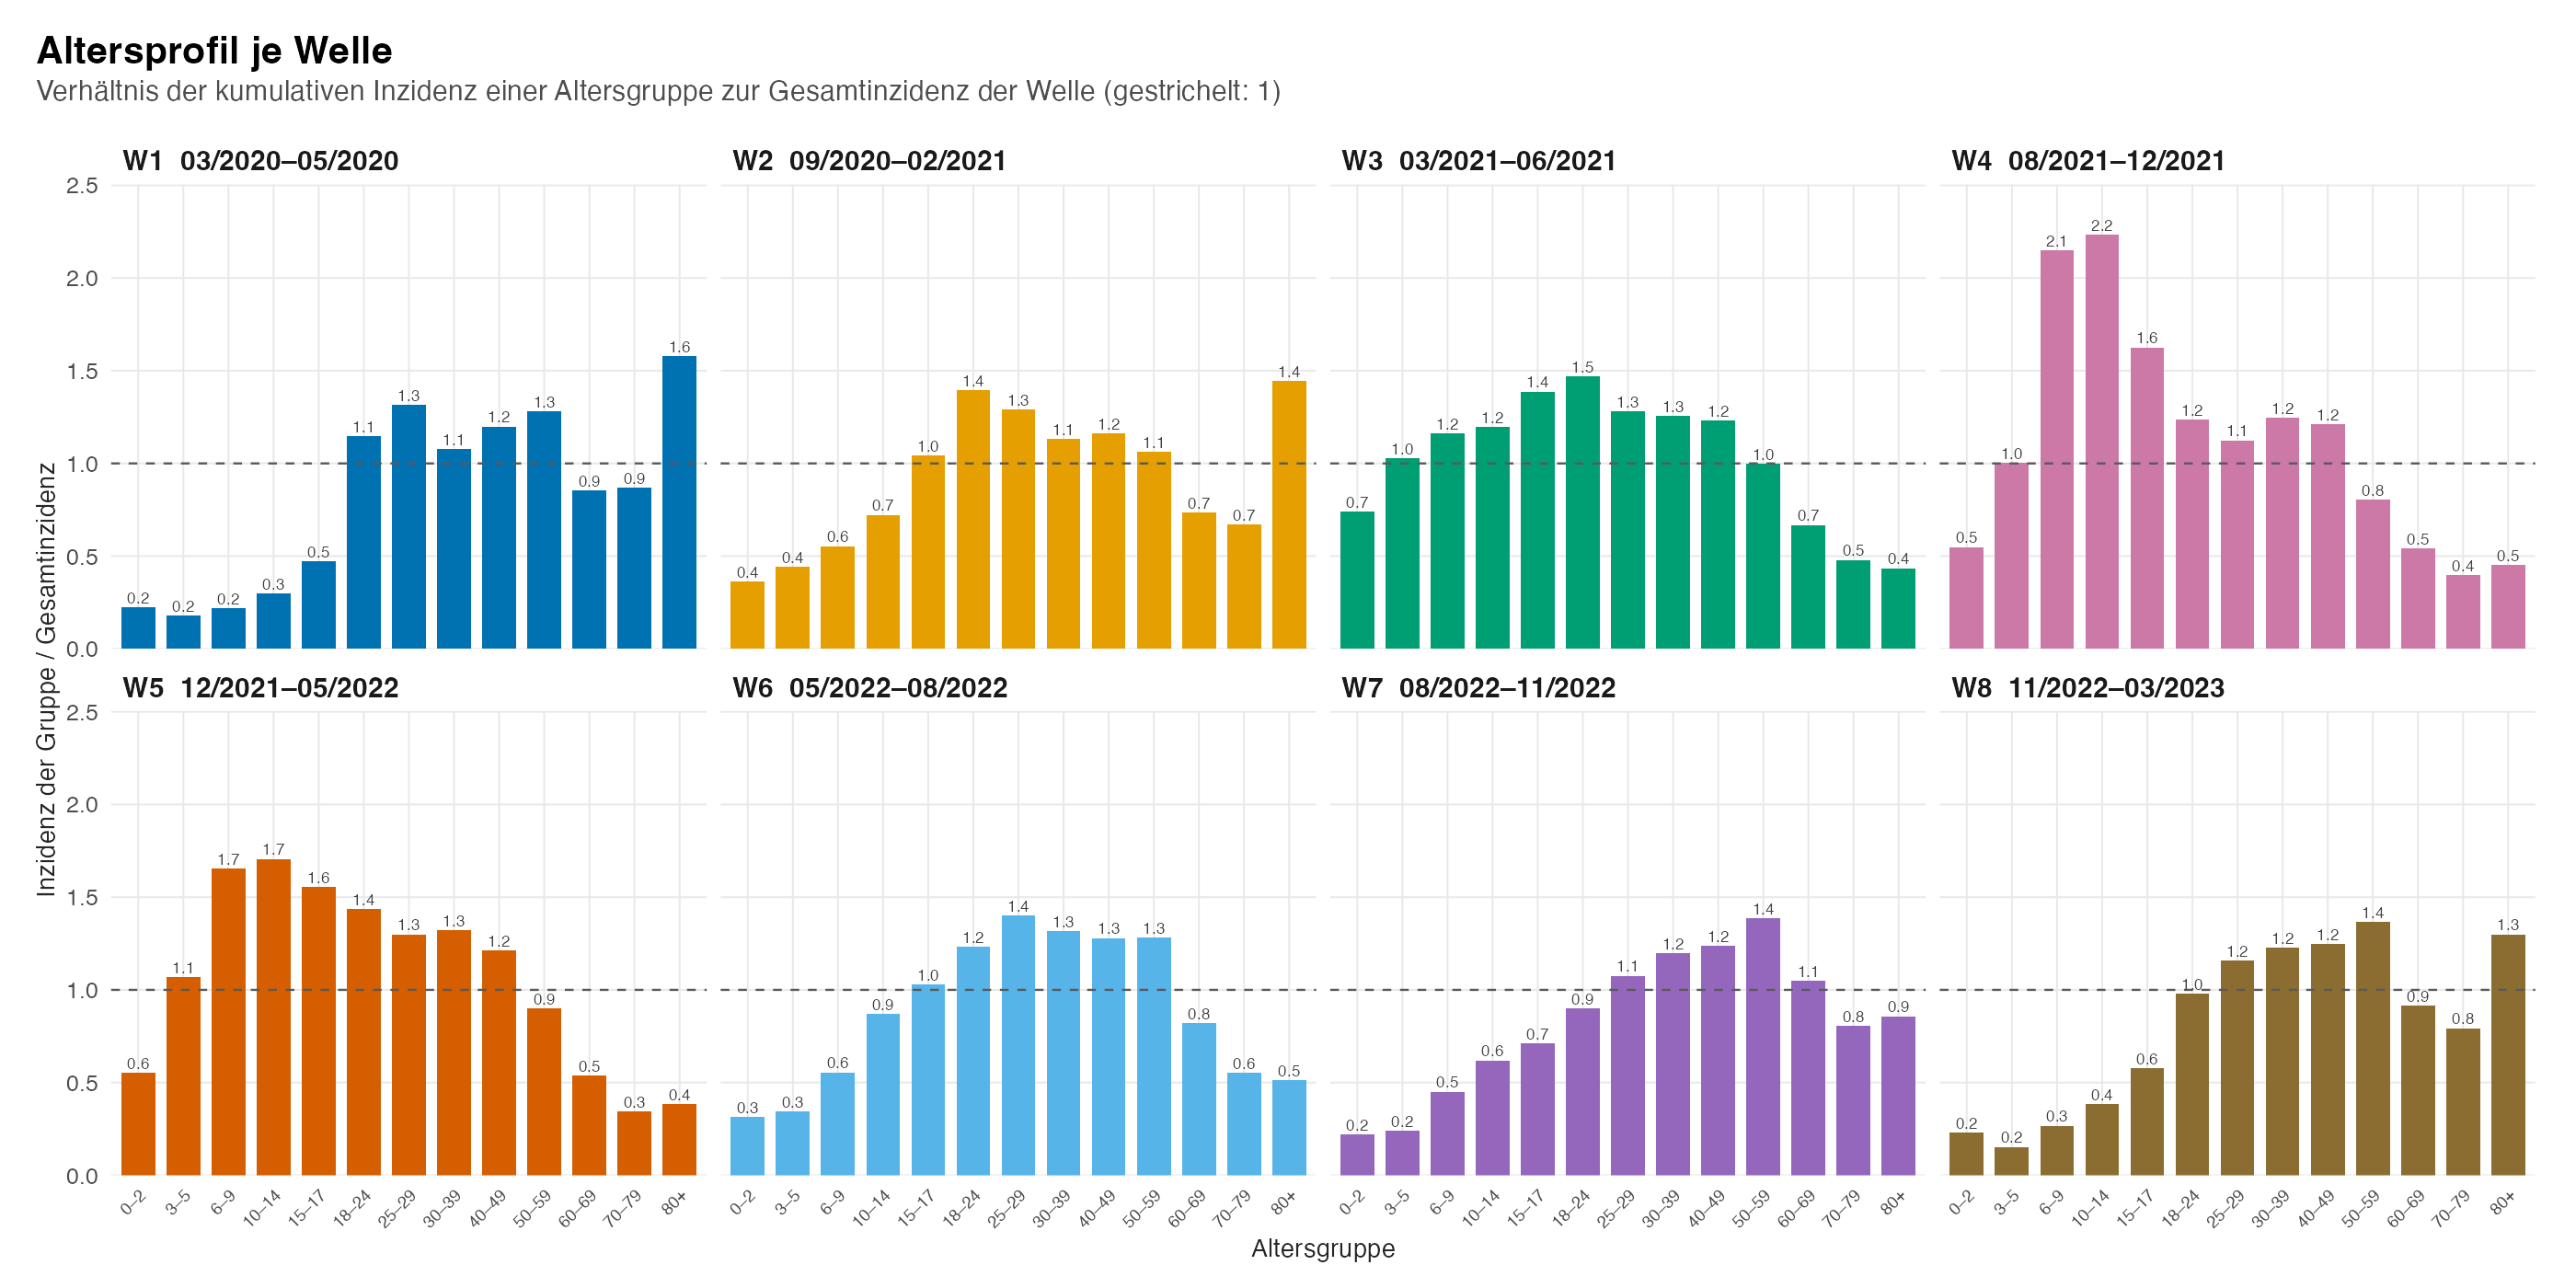 Altersprofil je Welle
Verhältnis der kumulativen Inzidenz einer Altersgruppe zur Gesamtinzidenz der Welle (gestrichelt: 1)
Inzidenz der Gruppe / Gesamtinzidenz
W1 03/2020–05/2020
2.5
2.0
1.5
1.0
0.5
0.0
0.2 0.2 0.2 0.3 0.5 1.1 1.3 1.1 1.2 1.3 0.9 0.9 1.6
W2 09/2020–02/2021
0.4 0.4 0.6 0.7 1.0 1.4 1.3 1.1 1.2 1.1 0.7 0.7 1.4
W3 03/2021–06/2021
0.7 1.0 1.2 1.2 1.4 1.5 1.3 1.3 1.2 1.0 0.7 0.5 0.4
W4 08/2021–12/2021
0.5 1.0 2.1 2.2 1.6 1.2 1.1 1.2 1.2 0.8 0.5 0.4 0.5
W5 12/2021–05/2022
2.5
2.0
1.5
1.0
0.5
0.0
0.6 1.1 1.7 1.7 1.6 1.4 1.3 1.3 1.2 0.9 0.5 0.3 0.4
0–2 3–5 6–9 10–14 15–17 18–24 25–29 30–39 40–49 50–59 60–69 70–79 80+
W6 05/2022–08/2022
0.3 0.3 0.6 0.9 1.0 1.2 1.4 1.3 1.3 1.3 0.8 0.6 0.5
0–2 3–5 6–9 10–14 15–17 18–24 25–29 30–39 40–49 50–59 60–69 70–79 80+
W7 08/2022–11/2022
0.2 0.2 0.5 0.6 0.7 0.9 1.1 1.2 1.2 1.4 1.1 0.8 0.9
0–2 3–5 6–9 10–14 15–17 18–24 25–29 30–39 40–49 50–59 60–69 70–79 80+
W8 11/2022–03/2023
0.2 0.2 0.3 0.4 0.6 1.0 1.2 1.2 1.2 1.4 0.9 0.8 1.3
0–2 3–5 6–9 10–14 15–17 18–24 25–29 30–39 40–49 50–59 60–69 70–79 80+
Altersgruppe